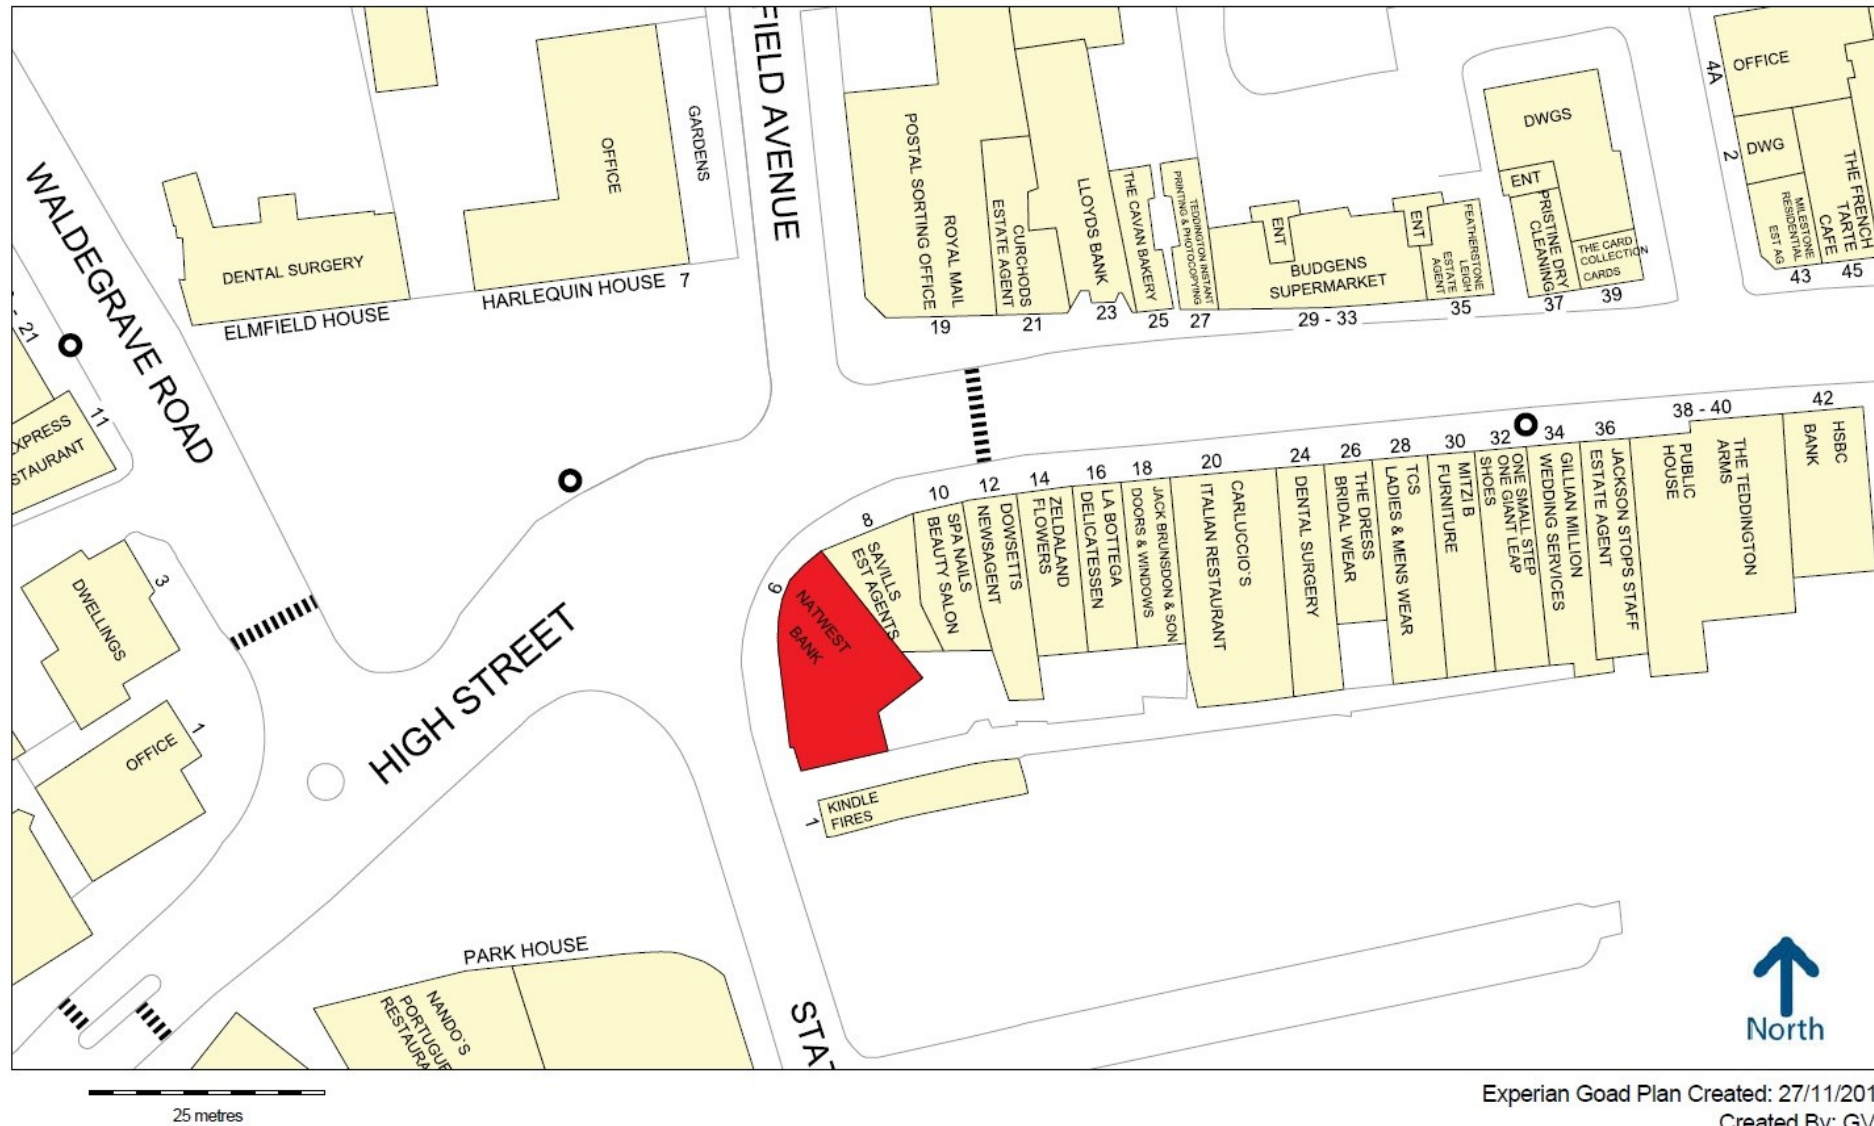 FIELD AVENUE
WALDEGRAVE ROAD
HIGH STREET
OFFICE
GARDENS
DENTAL SURGERY
ELMFIELD HOUSE
HARLEQUIN HOUSE 7
21
11
EXPRESS
STAURANT
3
DWELLINGS
1
OFFICE
POSTAL SORTING OFFICE
ROYAL MAIL
19
CURCHODS
ESTATE AGENT
21
LLOYDS BANK
23
THE CAVAN BAKERY
25
TEDDINGTON INSTANT
PRINTING & PHOTOCOPYING
27
ENT
BUDGENS
SUPERMARKET
29 - 33
ENT
FEATHERSTONE
LEIGH
ESTATE
AGENT
35
DWGS
ENT
PRISTINE DRY
CLEANING
37
THE CARD
COLLECTION
CARDS
39
4A
OFFICE
2
DWG
MILESTONE
RESIDENTIAL
EST AG
43
THE FRENCH
TARTE
CAFE
45
6
NATWEST
BANK
8
SAVILLS
EST AGENTS
10
SPA NAILS
BEAUTY SALON
12
DOWSETTS
NEWSAGENT
14
ZELDALAND
FLOWERS
16
LA BOTTEGA
DELICATESSEN
18
JACK BRUNSDON & SON
DOORS & WINDOWS
20
CARLUCCIO`S
ITALIAN RESTAURANT
24
DENTAL SURGERY
26
THE DRESS
BRIDAL WEAR
28
TCS
LADIES & MENS WEAR
30
MITZI B
FURNITURE
32
ONE SMALL STEP
ONE GIANT LEAP
SHOES
34
GILLIAN MILLION
WEDDING SERVICES
36
JACKSON STOPS STAFF
ESTATE AGENT
38 - 40
THE TEDDINGTON
ARMS
PUBLIC
HOUSE
42
HSBC
BANK
1
KINDLE
FIRES
PARK HOUSE
NANDO`S
PORTUGUE
RESTAURA
STAT
North
25 metres
Experian Goad Plan Created: 27/11/201
Created By: GV